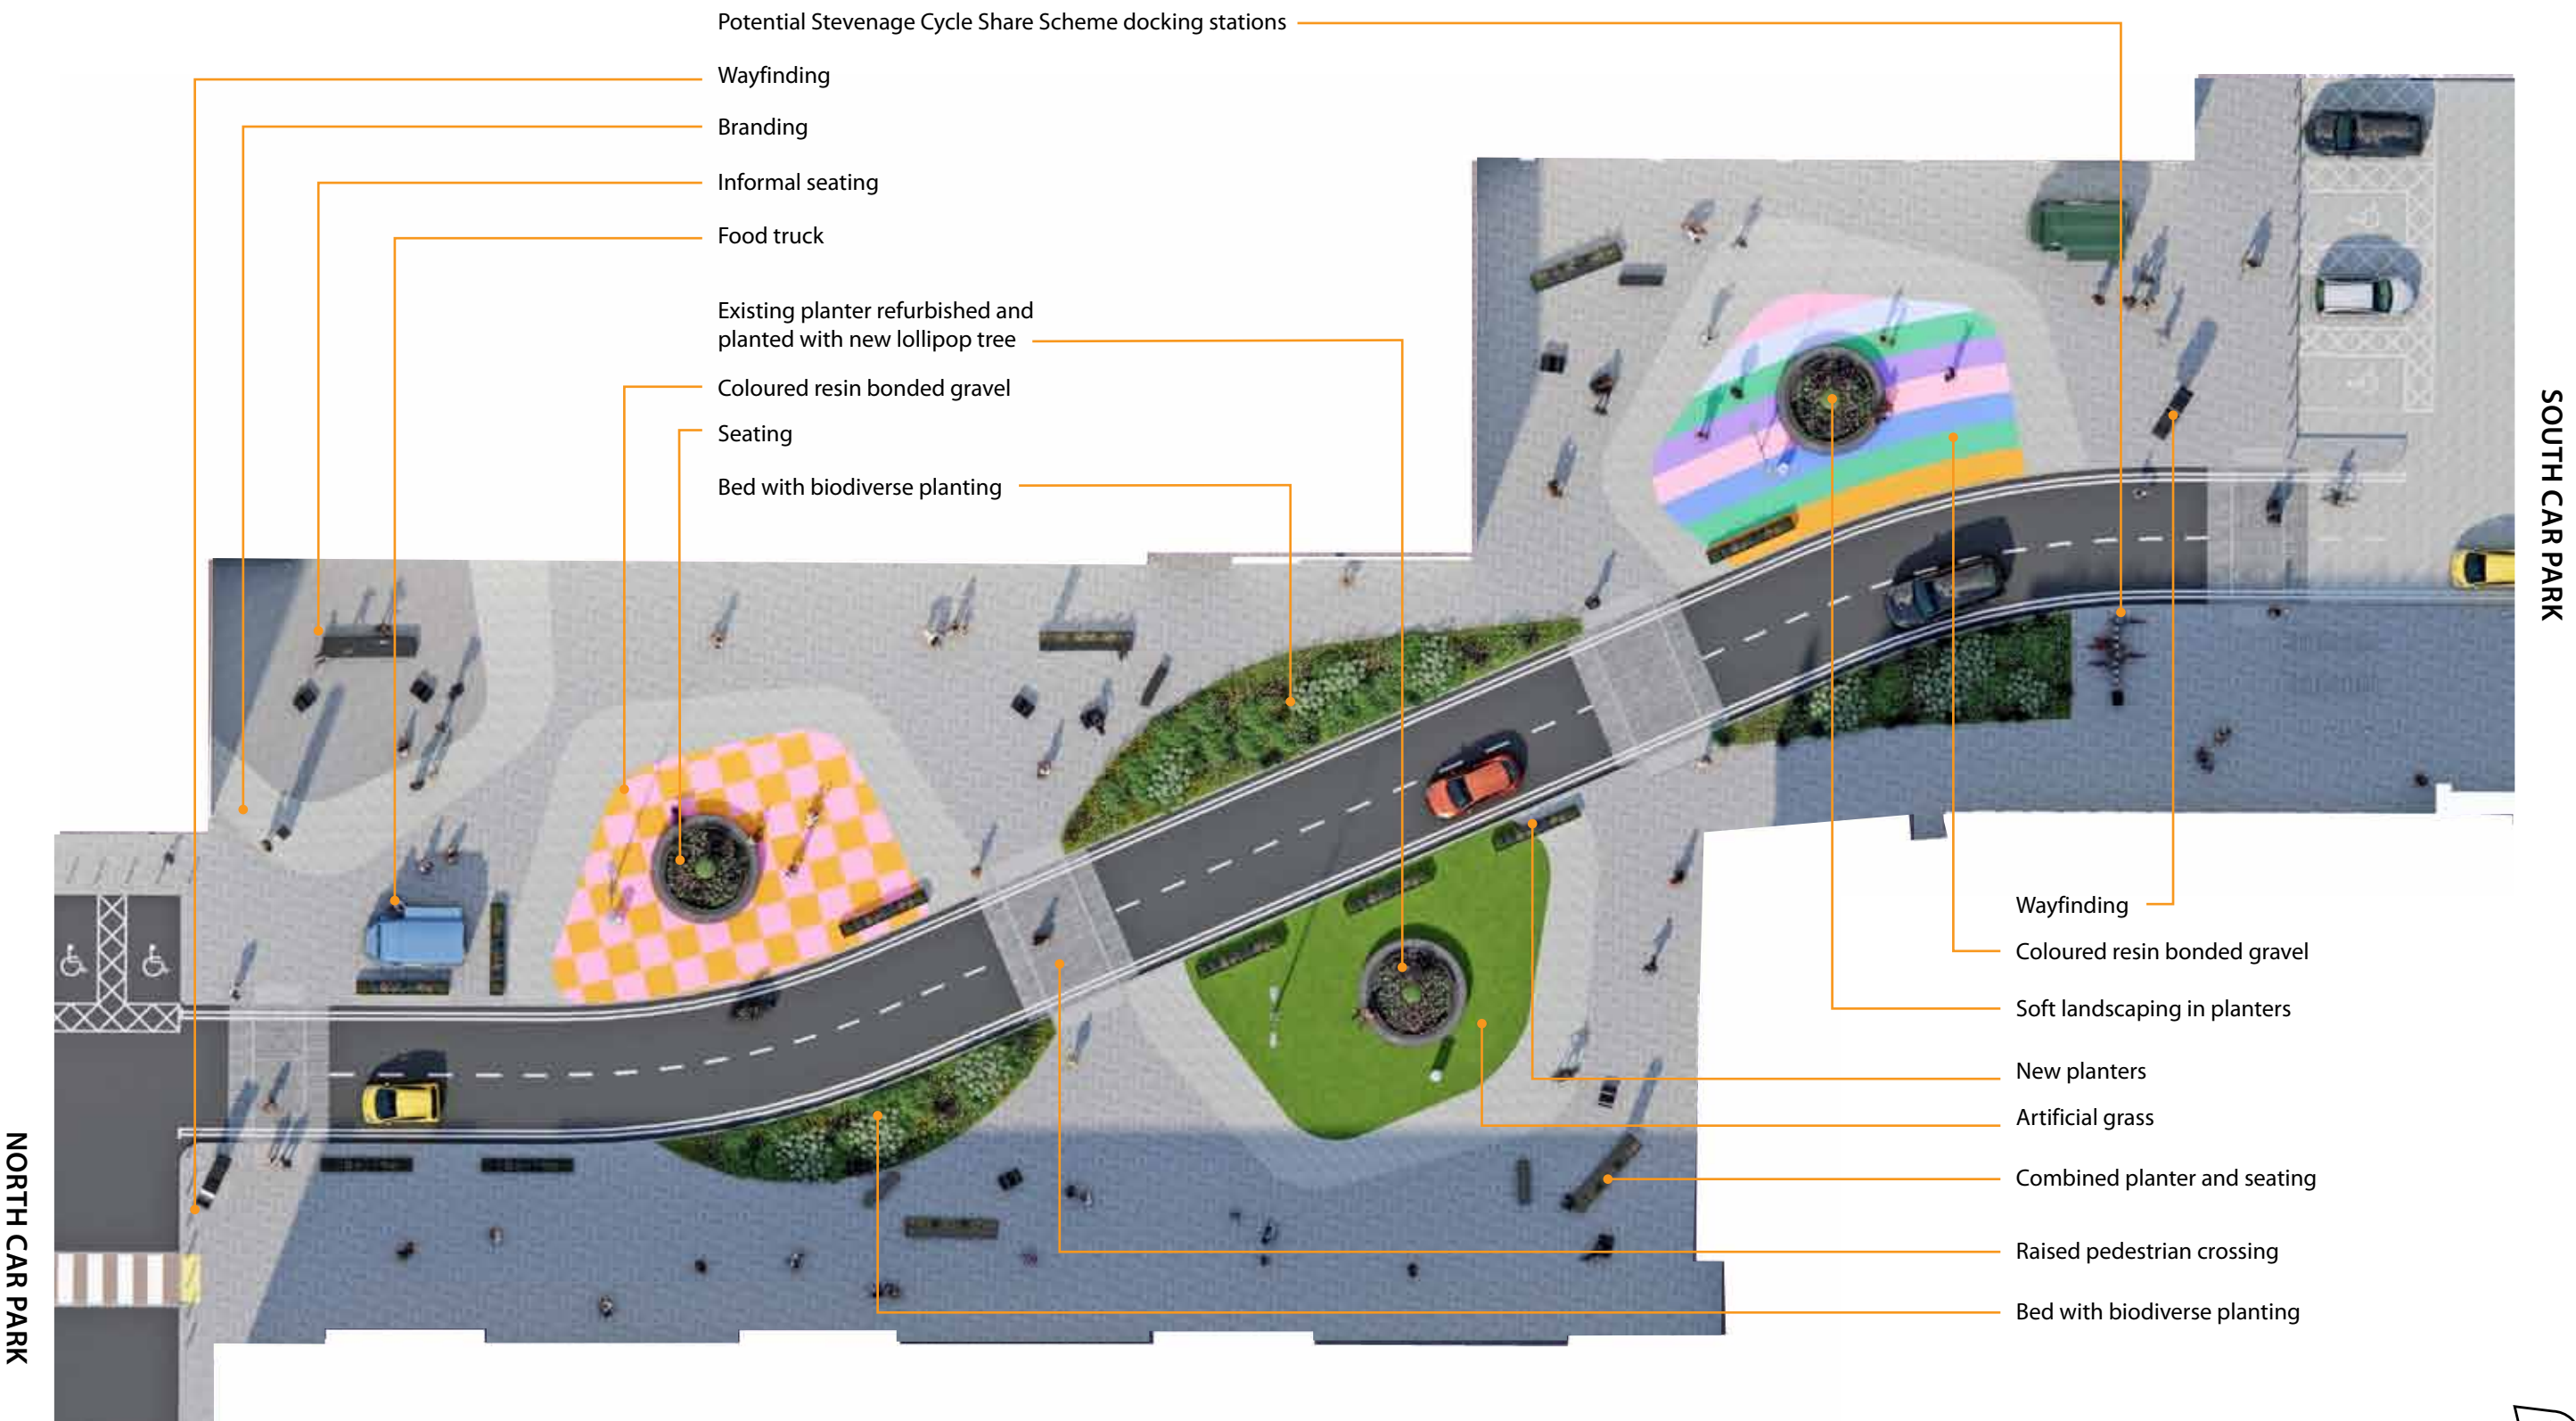 Potential Stevenage Cycle Share Scheme docking stations
Wayfinding
Branding
Informal seating
Food truck
Existing planter refurbished and
planted with new lollipop tree
Coloured resin bonded gravel
Seating
Bed with biodiverse planting
SOUTH CAR PARK
Wayfinding
Coloured resin bonded gravel
Soft landscaping in planters
New planters
Artificial grass
Combined planter and seating
Raised pedestrian crossing
Bed with biodiverse planting
NORTH CAR PARK